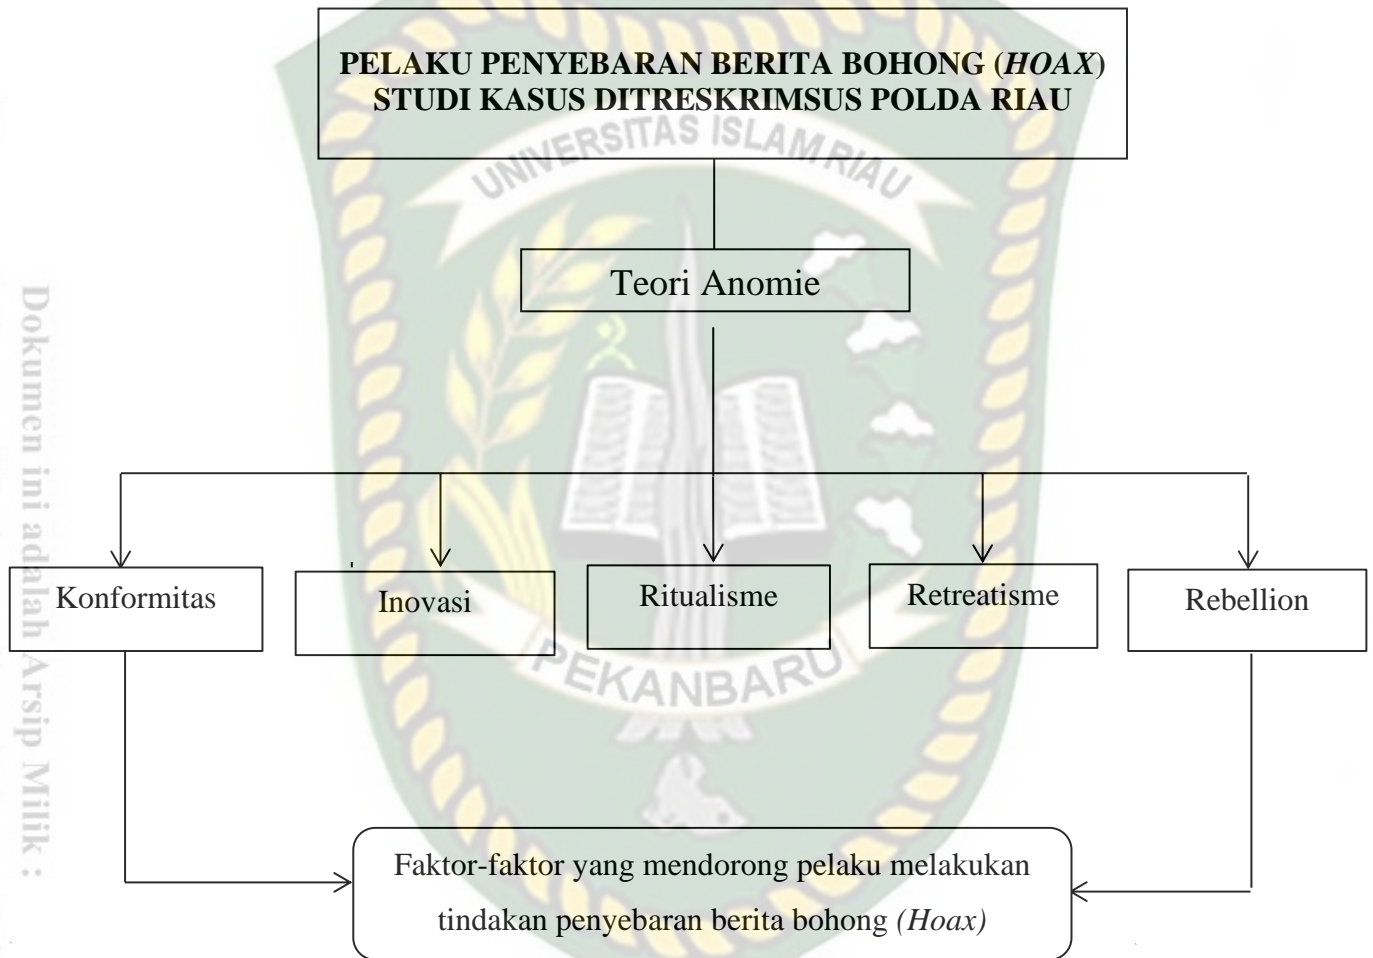 PELAKU PENYEBARAN BERITA BOHONG (HOAX)
STUDI KASUS DITRESKRIMSUS POLDA RIAU
UNIVERSITAS ISLAM RIAU
Teori Anomie
Dokumen ini adalah Arsip Milik :
Konformitas
Inovasi
Ritualisme
Retreatisme
Rebellion
PEKANBARU
Faktor-faktor yang mendorong pelaku melakukan
tindakan penyebaran berita bohong (Hoax)